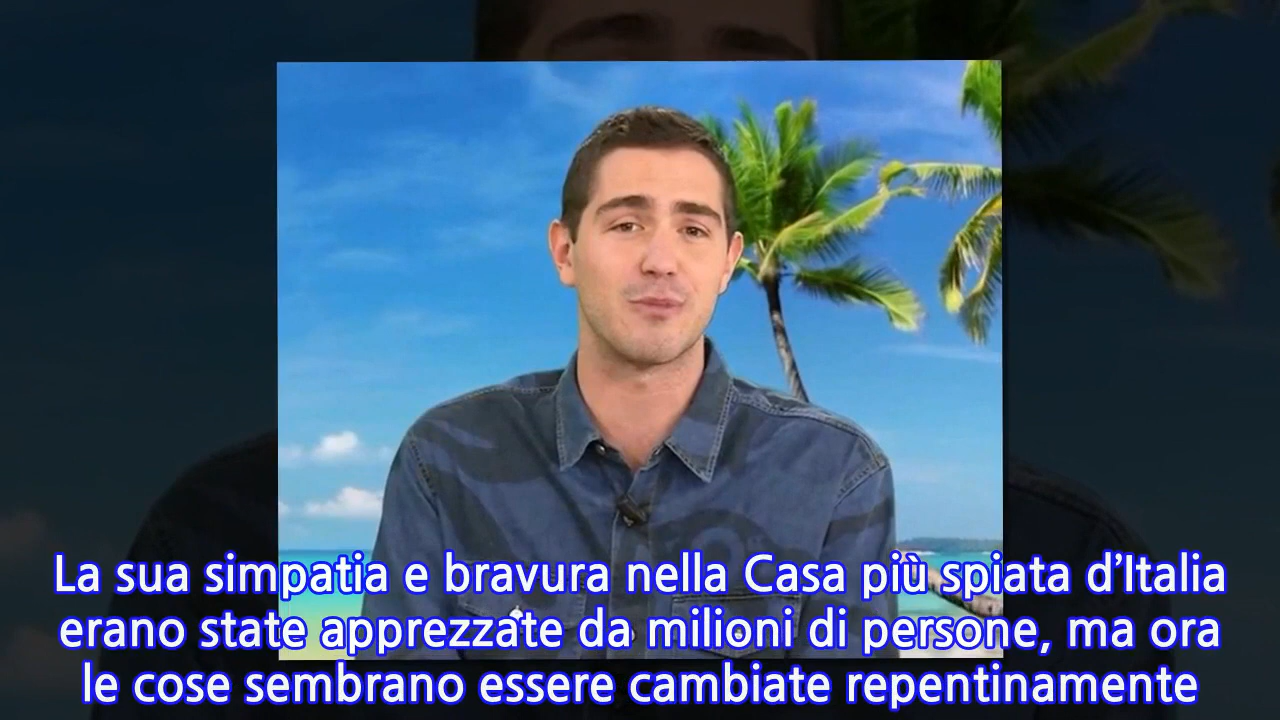 La sua simpatia e bravura nella Casa più spiata d'Italia
erano state apprezzate da milioni di persone, ma ora
le cose sembrano essere cambiate repentinamente